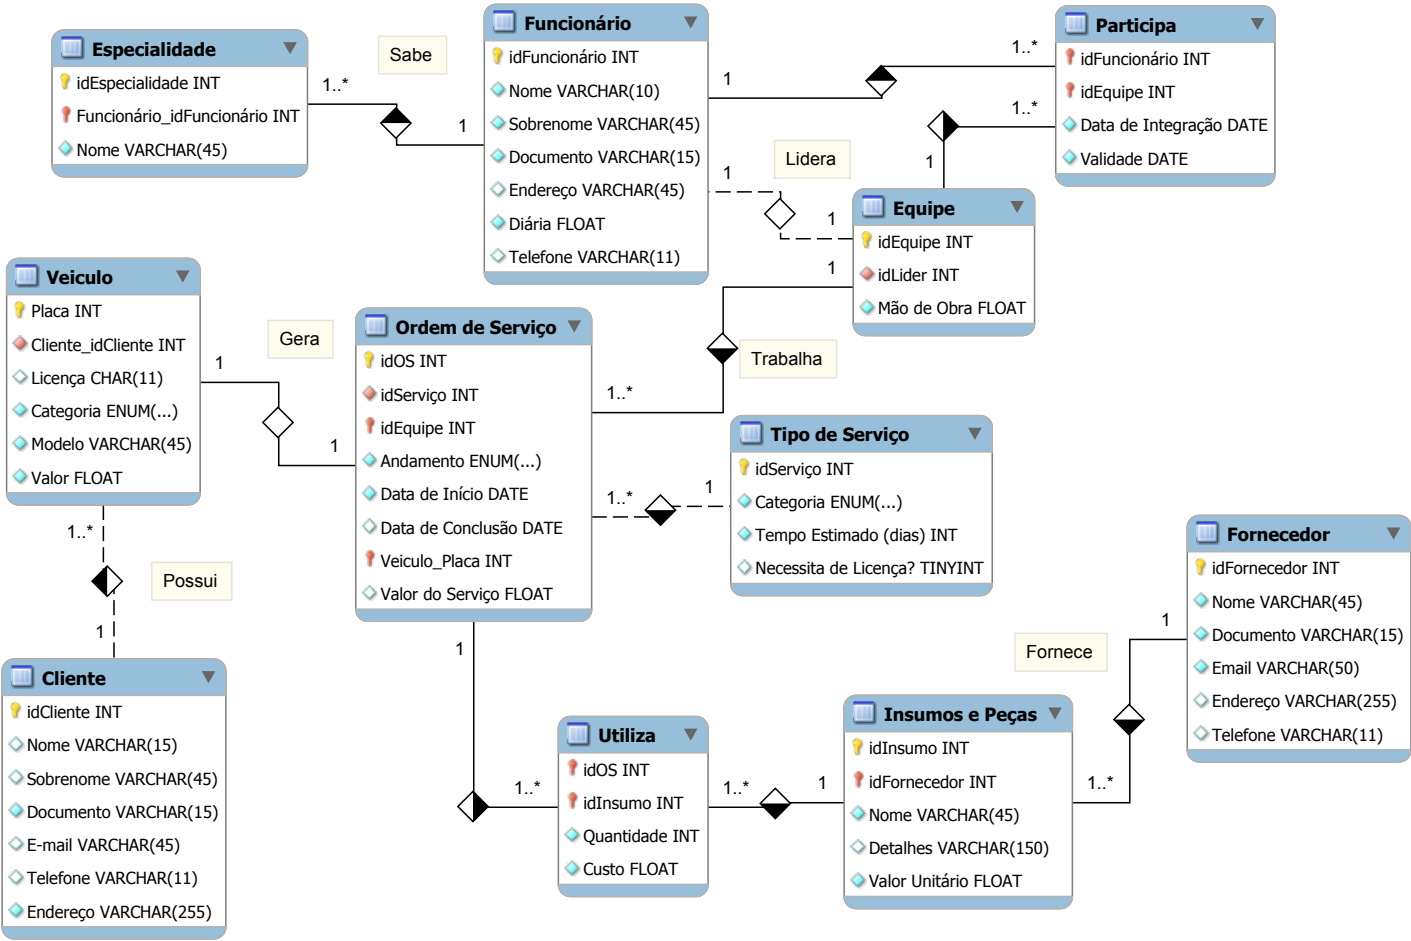 Especialidade
idEspecialidade INT
Funcionário_idFuncionário INT
Nome VARCHAR(45)
Sabe
1..*
1
Funcionário
idFuncionário INT
Nome VARCHAR(10)
Sobrenome VARCHAR(45)
Documento VARCHAR(15)
Endereço VARCHAR(45)
Diária FLOAT
Telefone VARCHAR(11)
1
1..*
Participa
idFuncionário INT
idEquipe INT
Data de Integração DATE
Validade DATE
1..*
1
Lidera
1
1
Equipe
idEquipe INT
idLider INT
Mão de Obra FLOAT
1
Trabalha
1..*
Veiculo
Placa INT
Cliente_idCliente INT
Licença CHAR(11)
Categoria ENUM(...)
Modelo VARCHAR(45)
Valor FLOAT
Gera
1
1
Ordem de Serviço
idOS INT
idServiço INT
idEquipe INT
Andamento ENUM(...)
Data de Início DATE
Data de Conclusão DATE
Veiculo_Placa INT
Valor do Serviço FLOAT
1..*
1
Tipo de Serviço
idServiço INT
Categoria ENUM(...)
Tempo Estimado (dias) INT
Necessita de Licença? TINYINT
1..*
Possui
1
Cliente
idCliente INT
Nome VARCHAR(15)
Sobrenome VARCHAR(45)
Documento VARCHAR(15)
E-mail VARCHAR(45)
Telefone VARCHAR(11)
Endereço VARCHAR(255)
1
1..*
Utiliza
idOS INT
idInsumo INT
Quantidade INT
Custo FLOAT
1..*
1
Insumos e Peças
idInsumo INT
idFornecedor INT
Nome VARCHAR(45)
Detalhes VARCHAR(150)
Valor Unitário FLOAT
1..*
Fornece
1
Fornecedor
idFornecedor INT
Nome VARCHAR(45)
Documento VARCHAR(15)
Email VARCHAR(50)
Endereço VARCHAR(255)
Telefone VARCHAR(11)